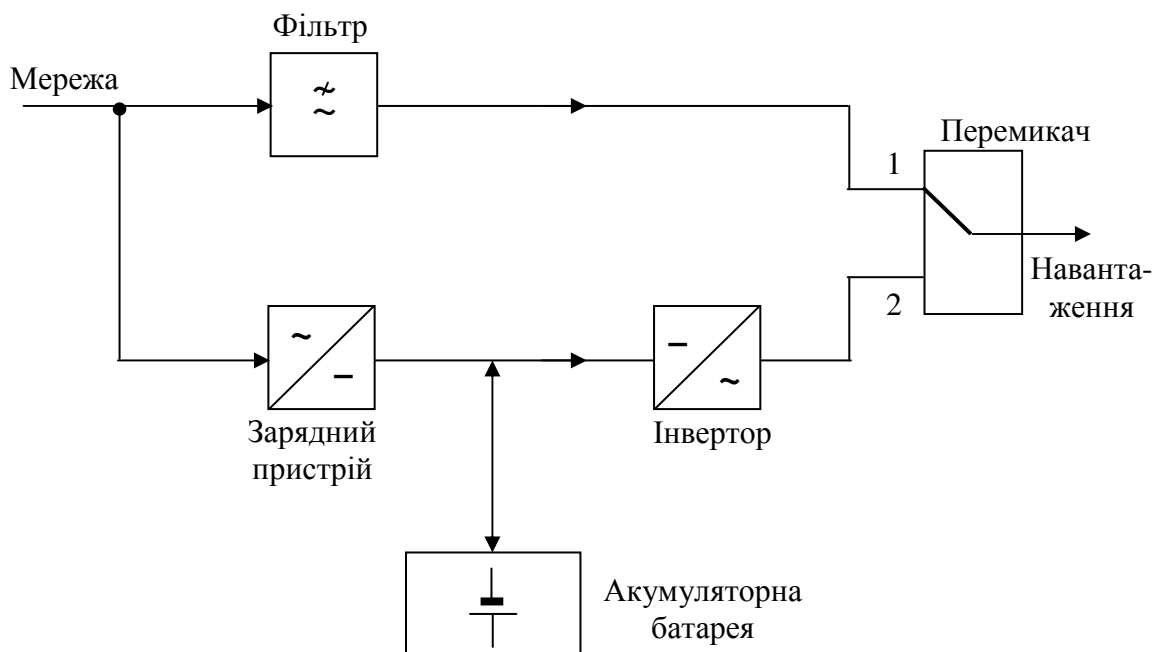 Фільтр
Мережа
Перемикач
1
Наванта-
ження
2
Зарядний
пристрій
Інвертор
Акумуляторна
батарея